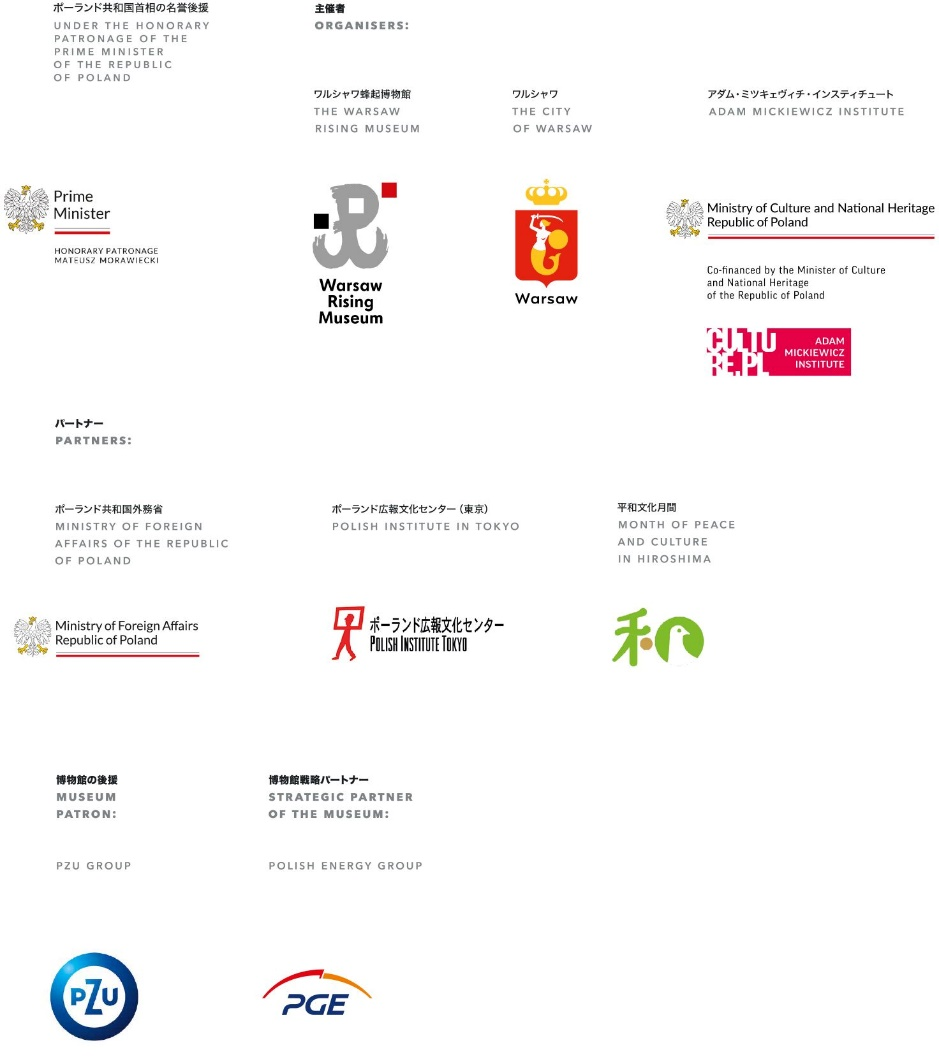 ポーランド共和国首相の名誉後援
UNDER THE HONORARY
PATRONAGE OF THE
PRIME MINISTER
OF THE REPUBLIC
OF POLAND
主催者
ORGANISERS:
ワルシャワ蜂起博物館
THE WARSAW
RISING MUSEUM
ワルシャワ
THE CITY
OF WARSAW
アダム・ミツキェヴィチ・インスティチュート
ADAM MICKIEWICZ INSTITUTE
Prime
Minister
HONORARY PATRONAGE
MATEUSZ MORAWIECKI
Warsaw
Rising
Museum
Warsaw
Ministry of Culture and National Heritage
Republic of Poland
Co-financed by the Minister of Culture
and National Heritage
of the Republic of Poland
CULTU
RE.PL
ADAM
MICKIEWICZ
INSTITUTE
パートナー
PARTNERS:
ポーランド共和国外務省
MINISTRY OF FOREIGN
AFFAIRS OF THE REPUBLIC
OF POLAND
ポーランド広報文化センター（東京）
POLISH INSTITUTE IN TOKYO
平和文化月間
MONTH OF PEACE
AND CULTURE
IN HIROSHIMA
Ministry of Foreign Affairs
Republic of Poland
ポーランド広報文化センター
POLISH INSTITUTE TOKYO
和
博物館の後援
MUSEUM
PATRON:
博物館戦略パートナー
STRATEGIC PARTNER
OF THE MUSEUM:
PZU GROUP
POLISH ENERGY GROUP
PZU
PGE